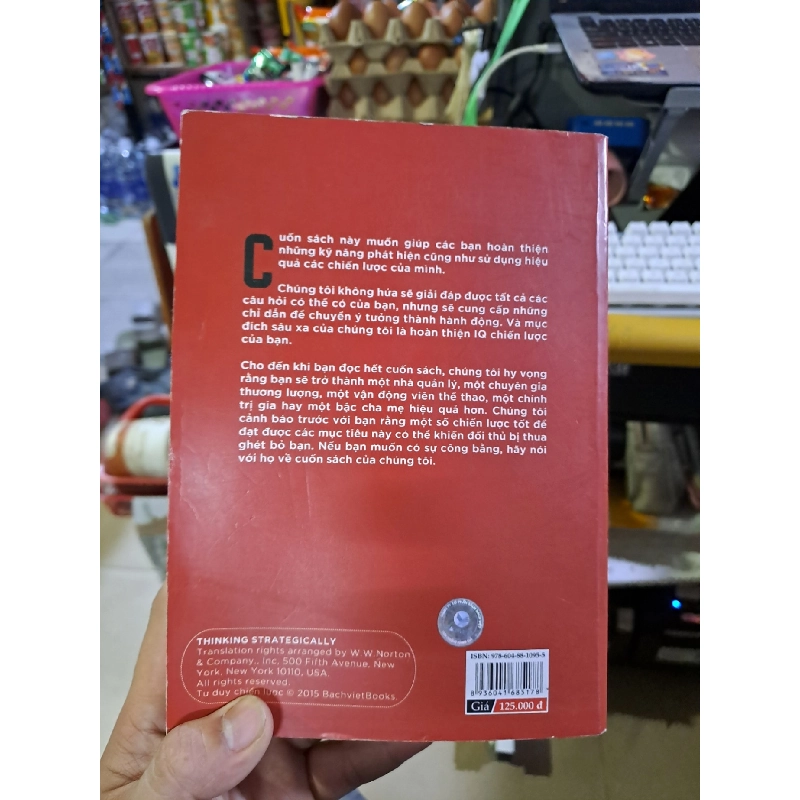 Cuốn sách này muốn giúp các bạn hoàn thiện
những kỹ năng phát hiện cũng như sử dụng hiệu
quả các chiến lược của mình.
Chúng tôi không hứa sẽ giải đáp được tất cả các
câu hỏi có thể có của bạn, nhưng sẽ cung cấp những
chỉ dẫn để chuyển ý tưởng thành hành động. Và mục
đích sâu xa của chúng tôi là hoàn thiện IQ chiến lược
của bạn.
Cho đến khi bạn đọc hết cuốn sách, chúng tôi hy vọng
rằng bạn sẽ trở thành một nhà quản lý, một chuyên gia
thương lượng, một vận động viên thể thao, một chính
trị gia hay một bậc cha mẹ hiệu quả hơn. Chúng tôi
cảnh báo trước với bạn rằng một số chiến lược tốt để
đạt được các mục tiêu này có thể khiến đối thủ bị thua
ghét bỏ bạn. Nếu bạn muốn có sự công bằng, hãy nói
với họ về cuốn sách của chúng tôi.
THINKING STRATEGICALLY
Translation rights arranged by W.W.Norton
& Company., Inc, 500 Fifth Avenue, New
York, New York 10110, USA.
All rights reserved.
Tư duy chiến lược © 2015 BachvietBooks.
ISBN: 978-604-88-1095-5
8 936041 685178
Giá 125.000 đ